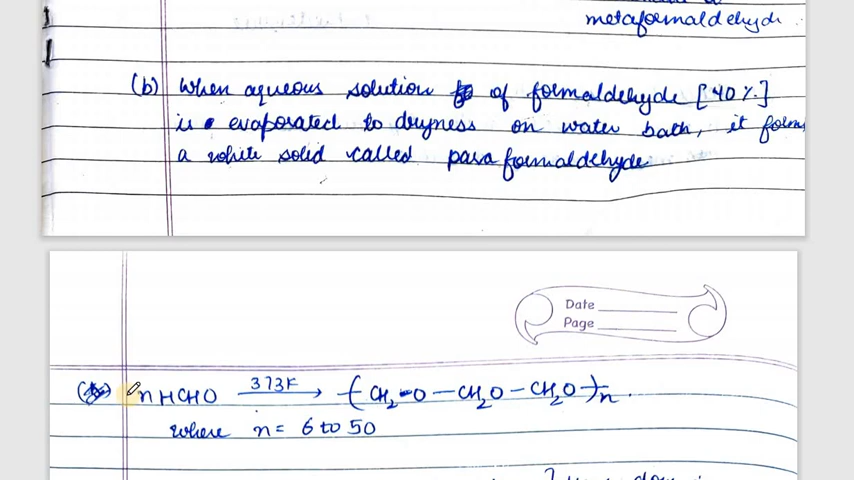 metaformaldehyde
(b) When aqueous solution of formaldehyde [40%]
is evaporated to dryness on water bath, it forms
a white solid called para formaldehyde
Date
Page
nHCHO 373K → (CH₂-O-CH₂O-CH₂O)n.
where n = 6 to 50